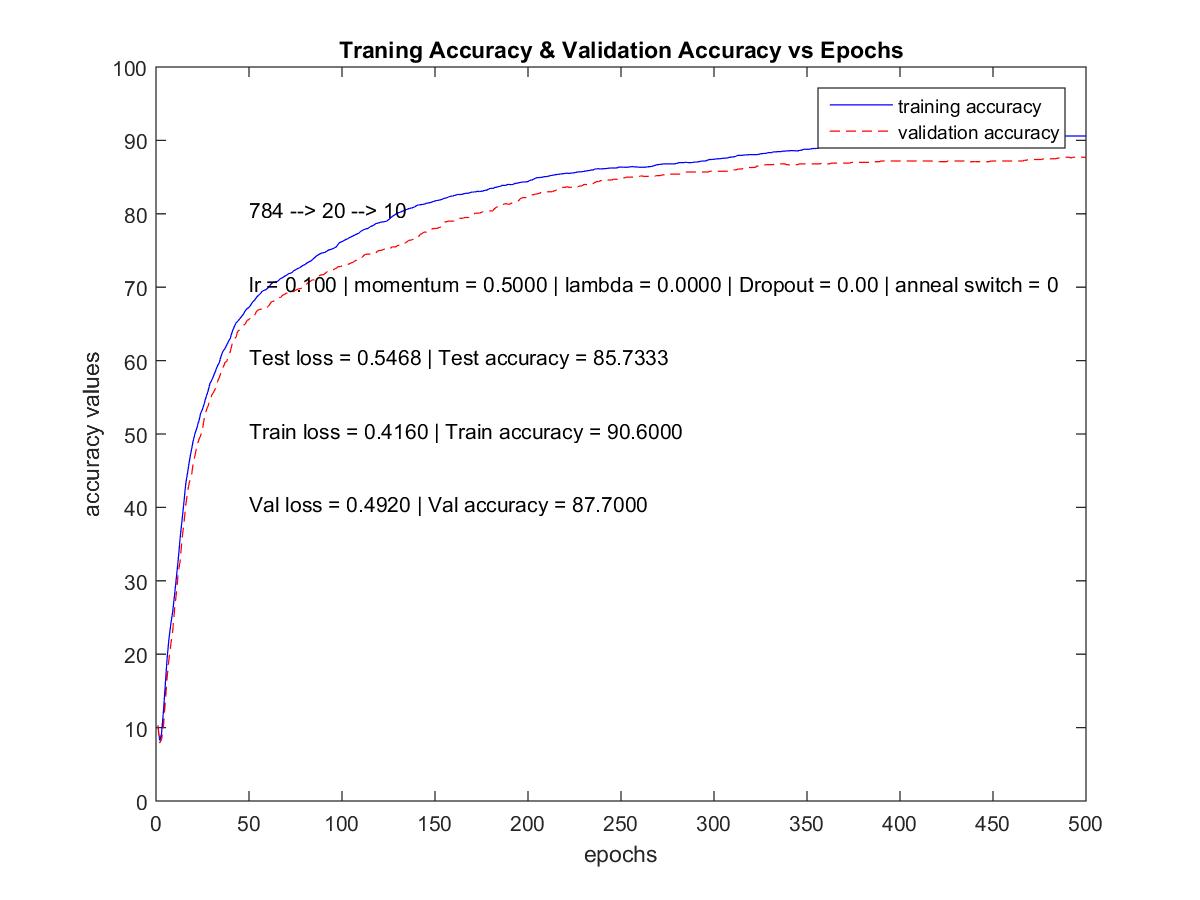 Traning Accuracy & Validation Accuracy vs Epochs
100
90
80
70
60
50
40
30
20
10
0
training accuracy
validation accuracy
784 --> 20 --> 10
lr = 0.100 | momentum = 0.5000 | lambda = 0.0000 | Dropout = 0.00 | anneal switch = 0
Test loss = 0.5468 | Test accuracy = 85.7333
Train loss = 0.4160 | Train accuracy = 90.6000
Val loss = 0.4920 | Val accuracy = 87.7000
accuracy values
0 50 100 150 200 250 300 350 400 450 500
epochs